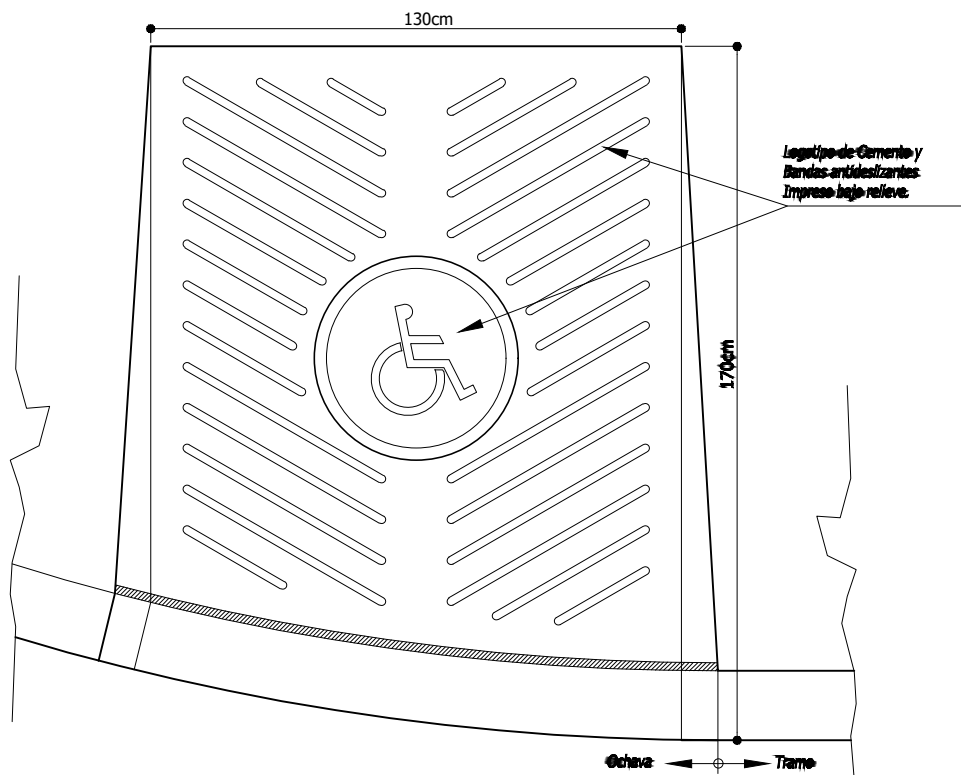 130cm
Logotipo de Cemento y
Bandas antideslizantes
Impreso bajo relieve.
170cm
Ochava
Tramo